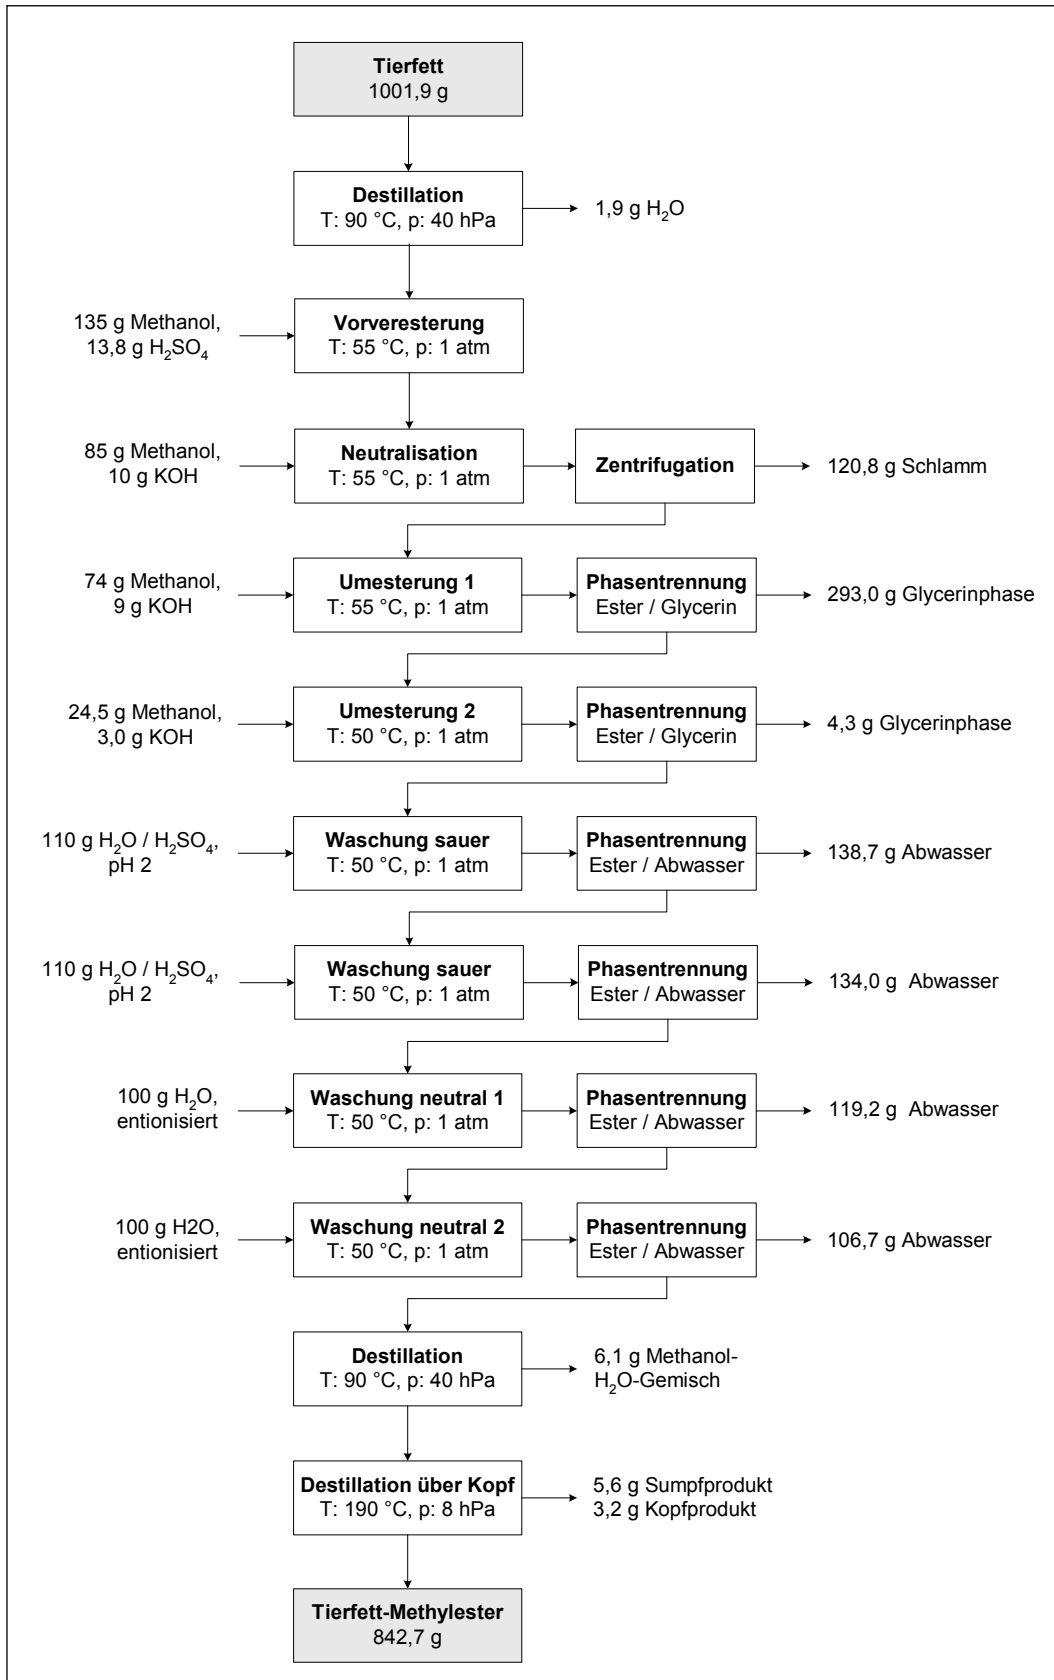 Tierfett
1001,9 g
Destillation
T: 90 °C, p: 40 hPa
1,9 g H₂O
135 g Methanol,
13,8 g H₂SO₄
Vorveresterung
T: 55 °C, p: 1 atm
85 g Methanol,
10 g KOH
Neutralisation
T: 55 °C, p: 1 atm
Zentrifugation
120,8 g Schlamm
74 g Methanol,
9 g KOH
Umesterung 1
T: 55 °C, p: 1 atm
Phasentrennung
Ester / Glycerin
293,0 g Glycerinphase
24,5 g Methanol,
3,0 g KOH
Umesterung 2
T: 50 °C, p: 1 atm
Phasentrennung
Ester / Glycerin
4,3 g Glycerinphase
110 g H₂O / H₂SO₄,
pH 2
Waschung sauer
T: 50 °C, p: 1 atm
Phasentrennung
Ester / Abwasser
138,7 g Abwasser
110 g H₂O / H₂SO₄,
pH 2
Waschung sauer
T: 50 °C, p: 1 atm
Phasentrennung
Ester / Abwasser
134,0 g Abwasser
100 g H₂O,
entionisiert
Waschung neutral 1
T: 50 °C, p: 1 atm
Phasentrennung
Ester / Abwasser
119,2 g Abwasser
100 g H2O,
entionisiert
Waschung neutral 2
T: 50 °C, p: 1 atm
Phasentrennung
Ester / Abwasser
106,7 g Abwasser
Destillation
T: 90 °C, p: 40 hPa
6,1 g Methanol-
H₂O-Gemisch
Destillation über Kopf
T: 190 °C, p: 8 hPa
5,6 g Sumpfprodukt
3,2 g Kopfprodukt
Tierfett-Methylester
842,7 g